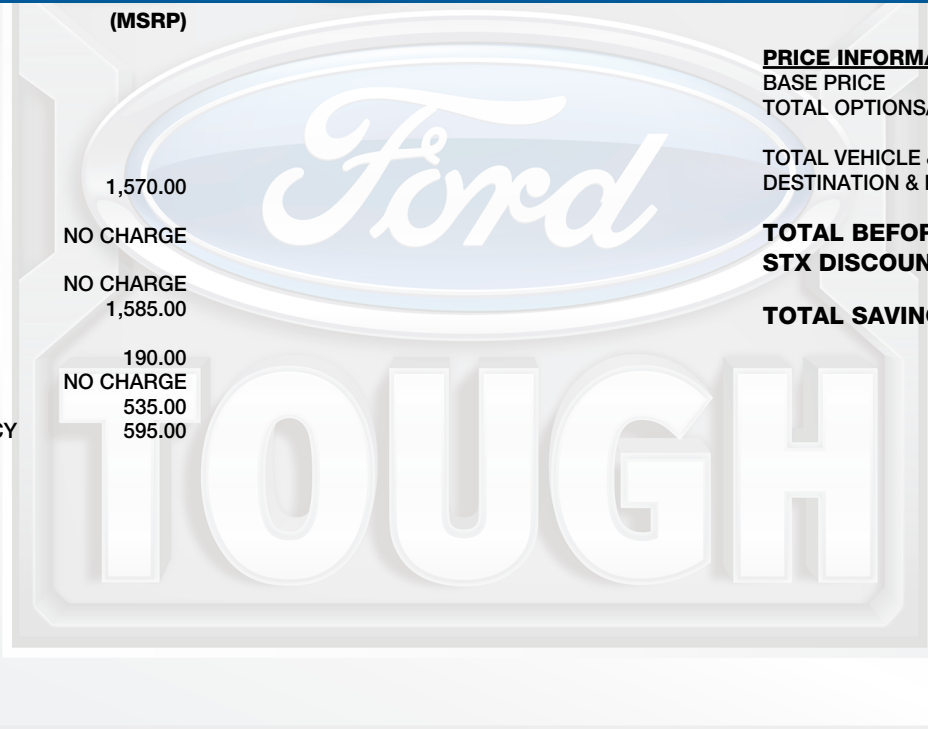 (MSRP)
1,570.00
NO CHARGE
NO CHARGE
1,585.00
190.00
NO CHARGE
535.00
CY 595.00
PRICE INFORMA
BASE PRICE
TOTAL OPTIONS
TOTAL VEHICLE
DESTINATION &
TOTAL BEFOR
STX DISCOUN
TOTAL SAVIN
Ford
TOUGH